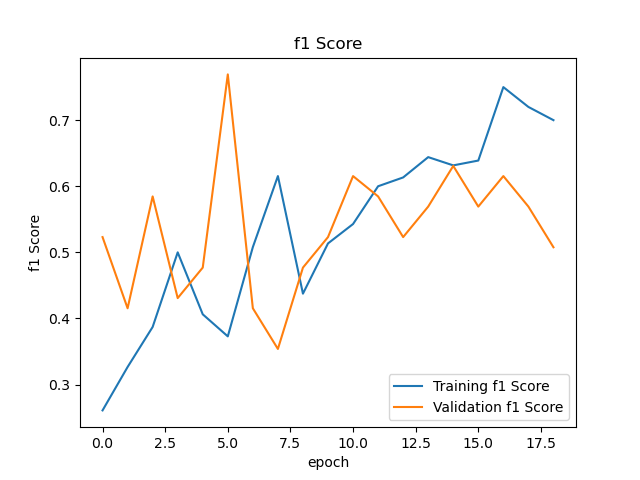 f1 Score
f1 Score
0.7
0.6
0.5
0.4
0.3
0.0 2.5 5.0 7.5 10.0 12.5 15.0 17.5
epoch
Training f1 Score
Validation f1 Score